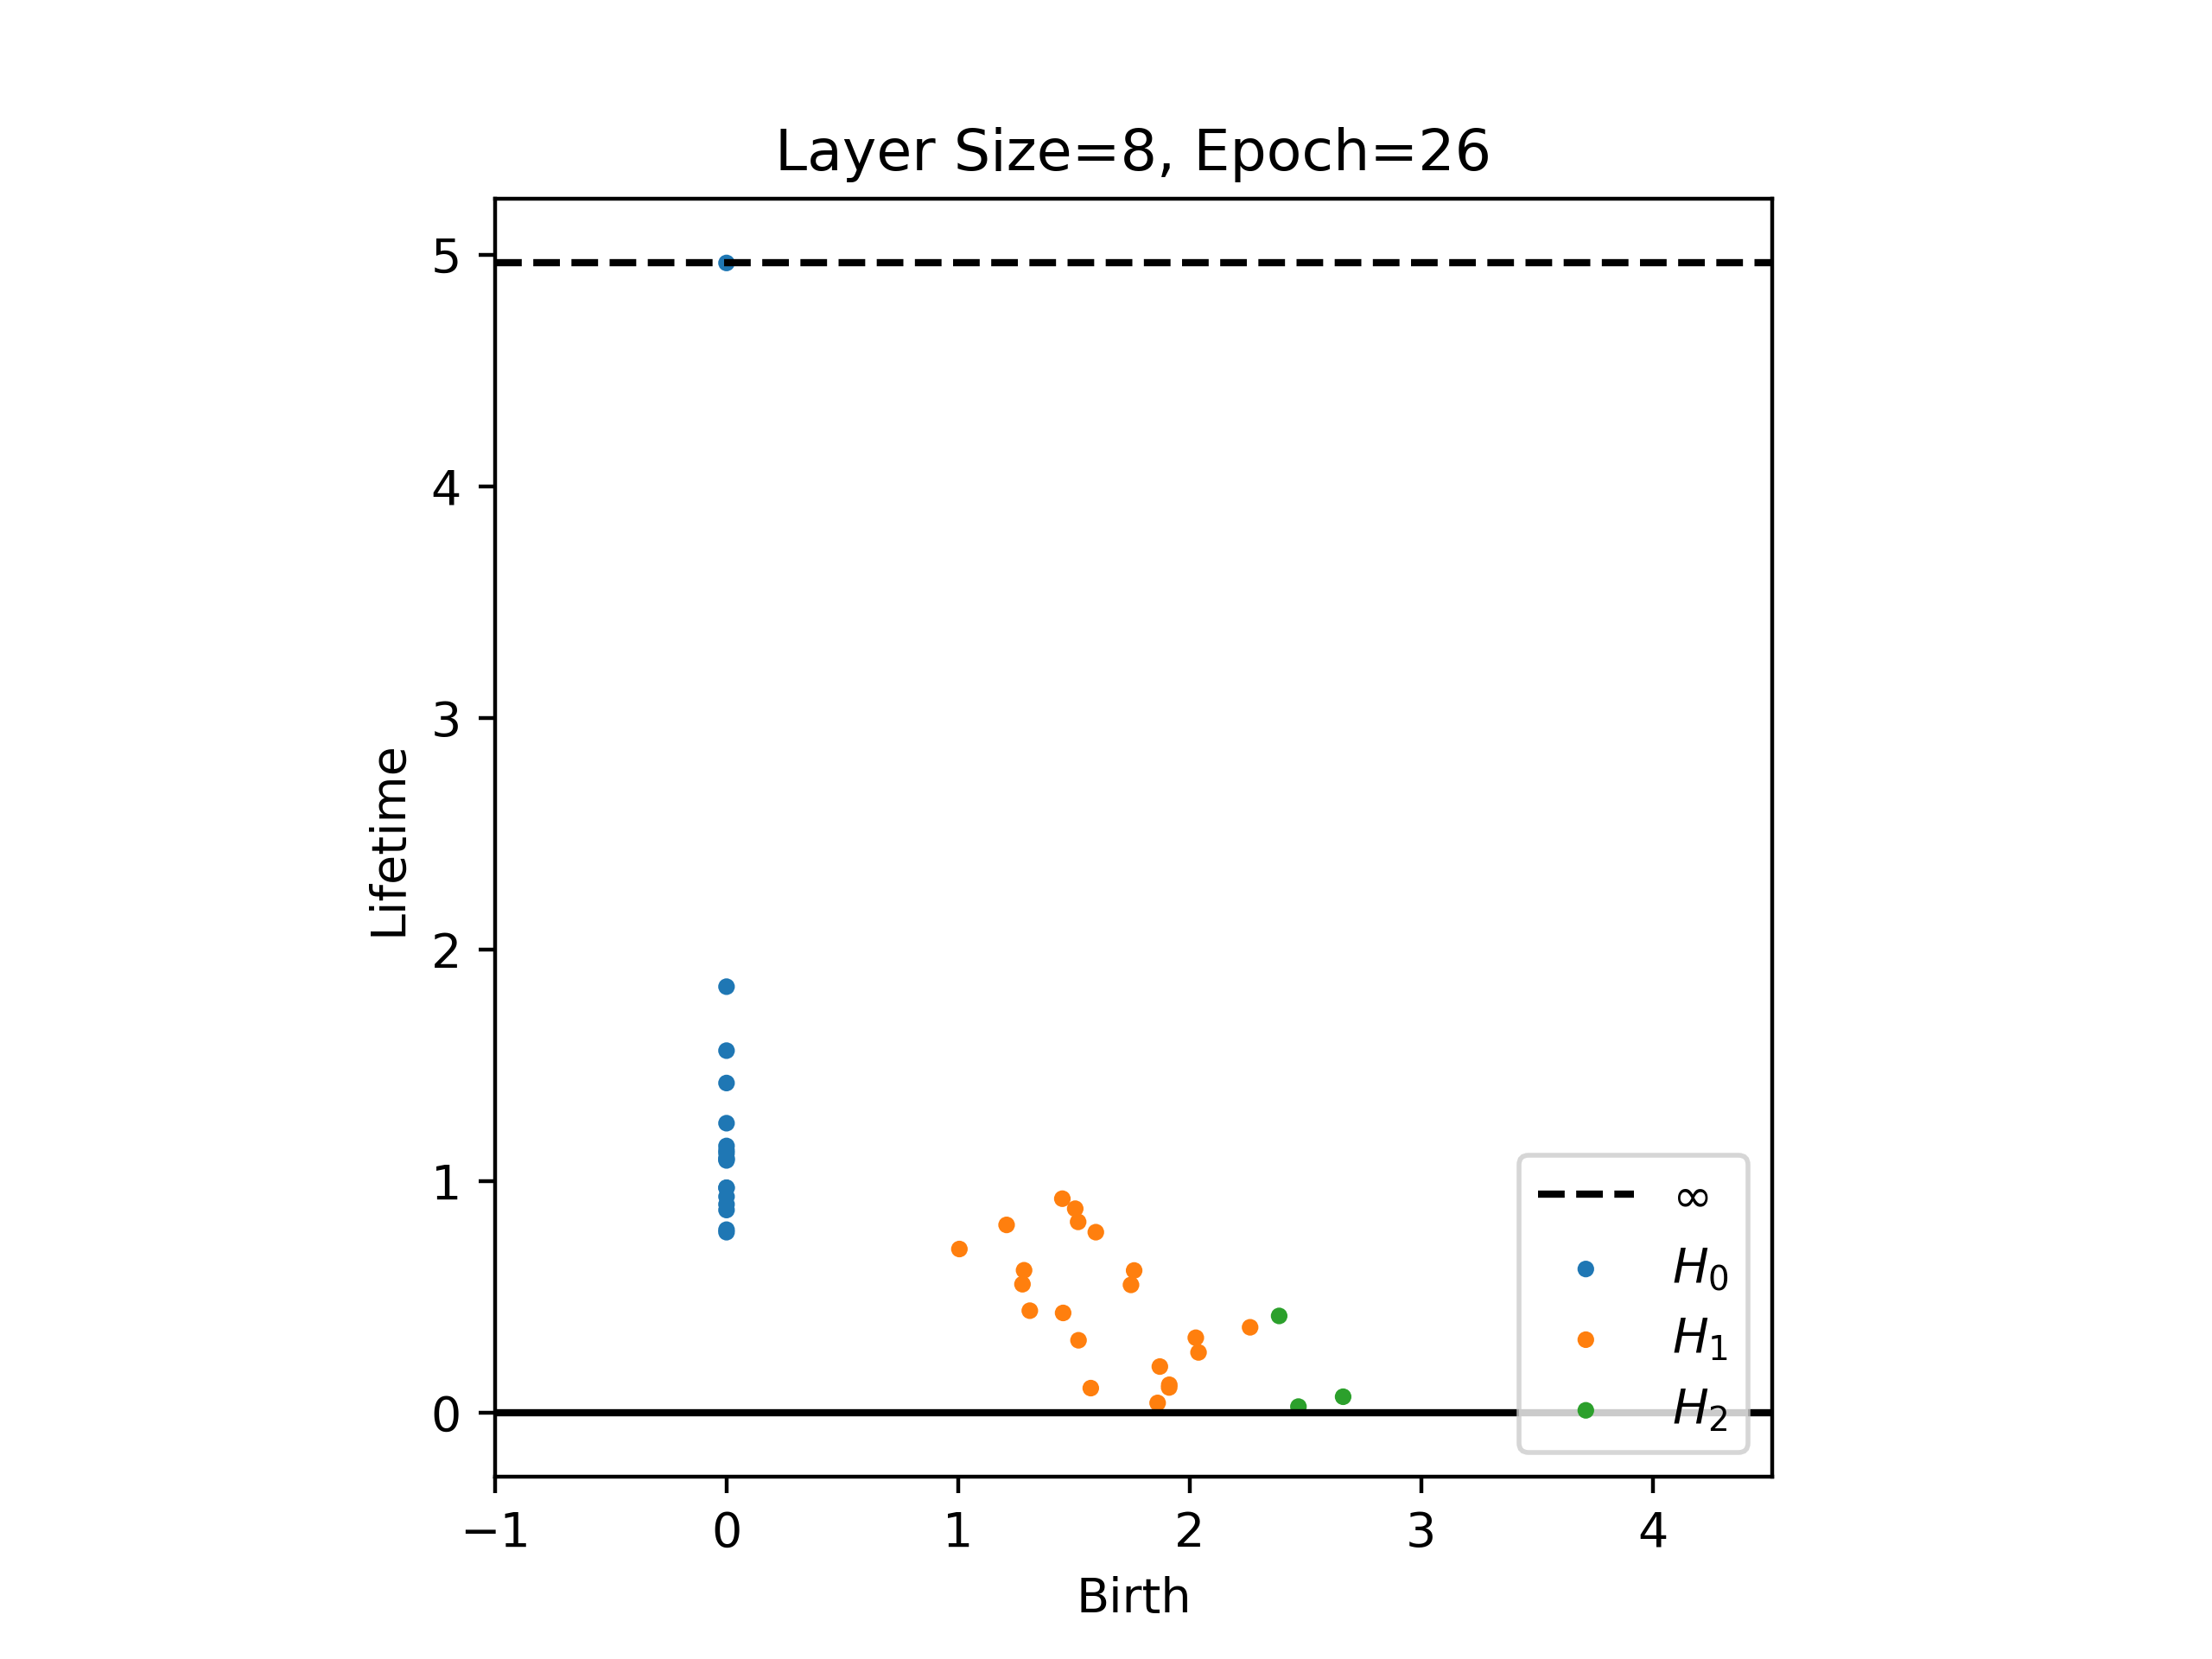 Layer Size=8, Epoch=26
5
4
3
2
1
0
Lifetime
∞
H₀
H₁
H₂
−1 0 1 2 3 4
Birth